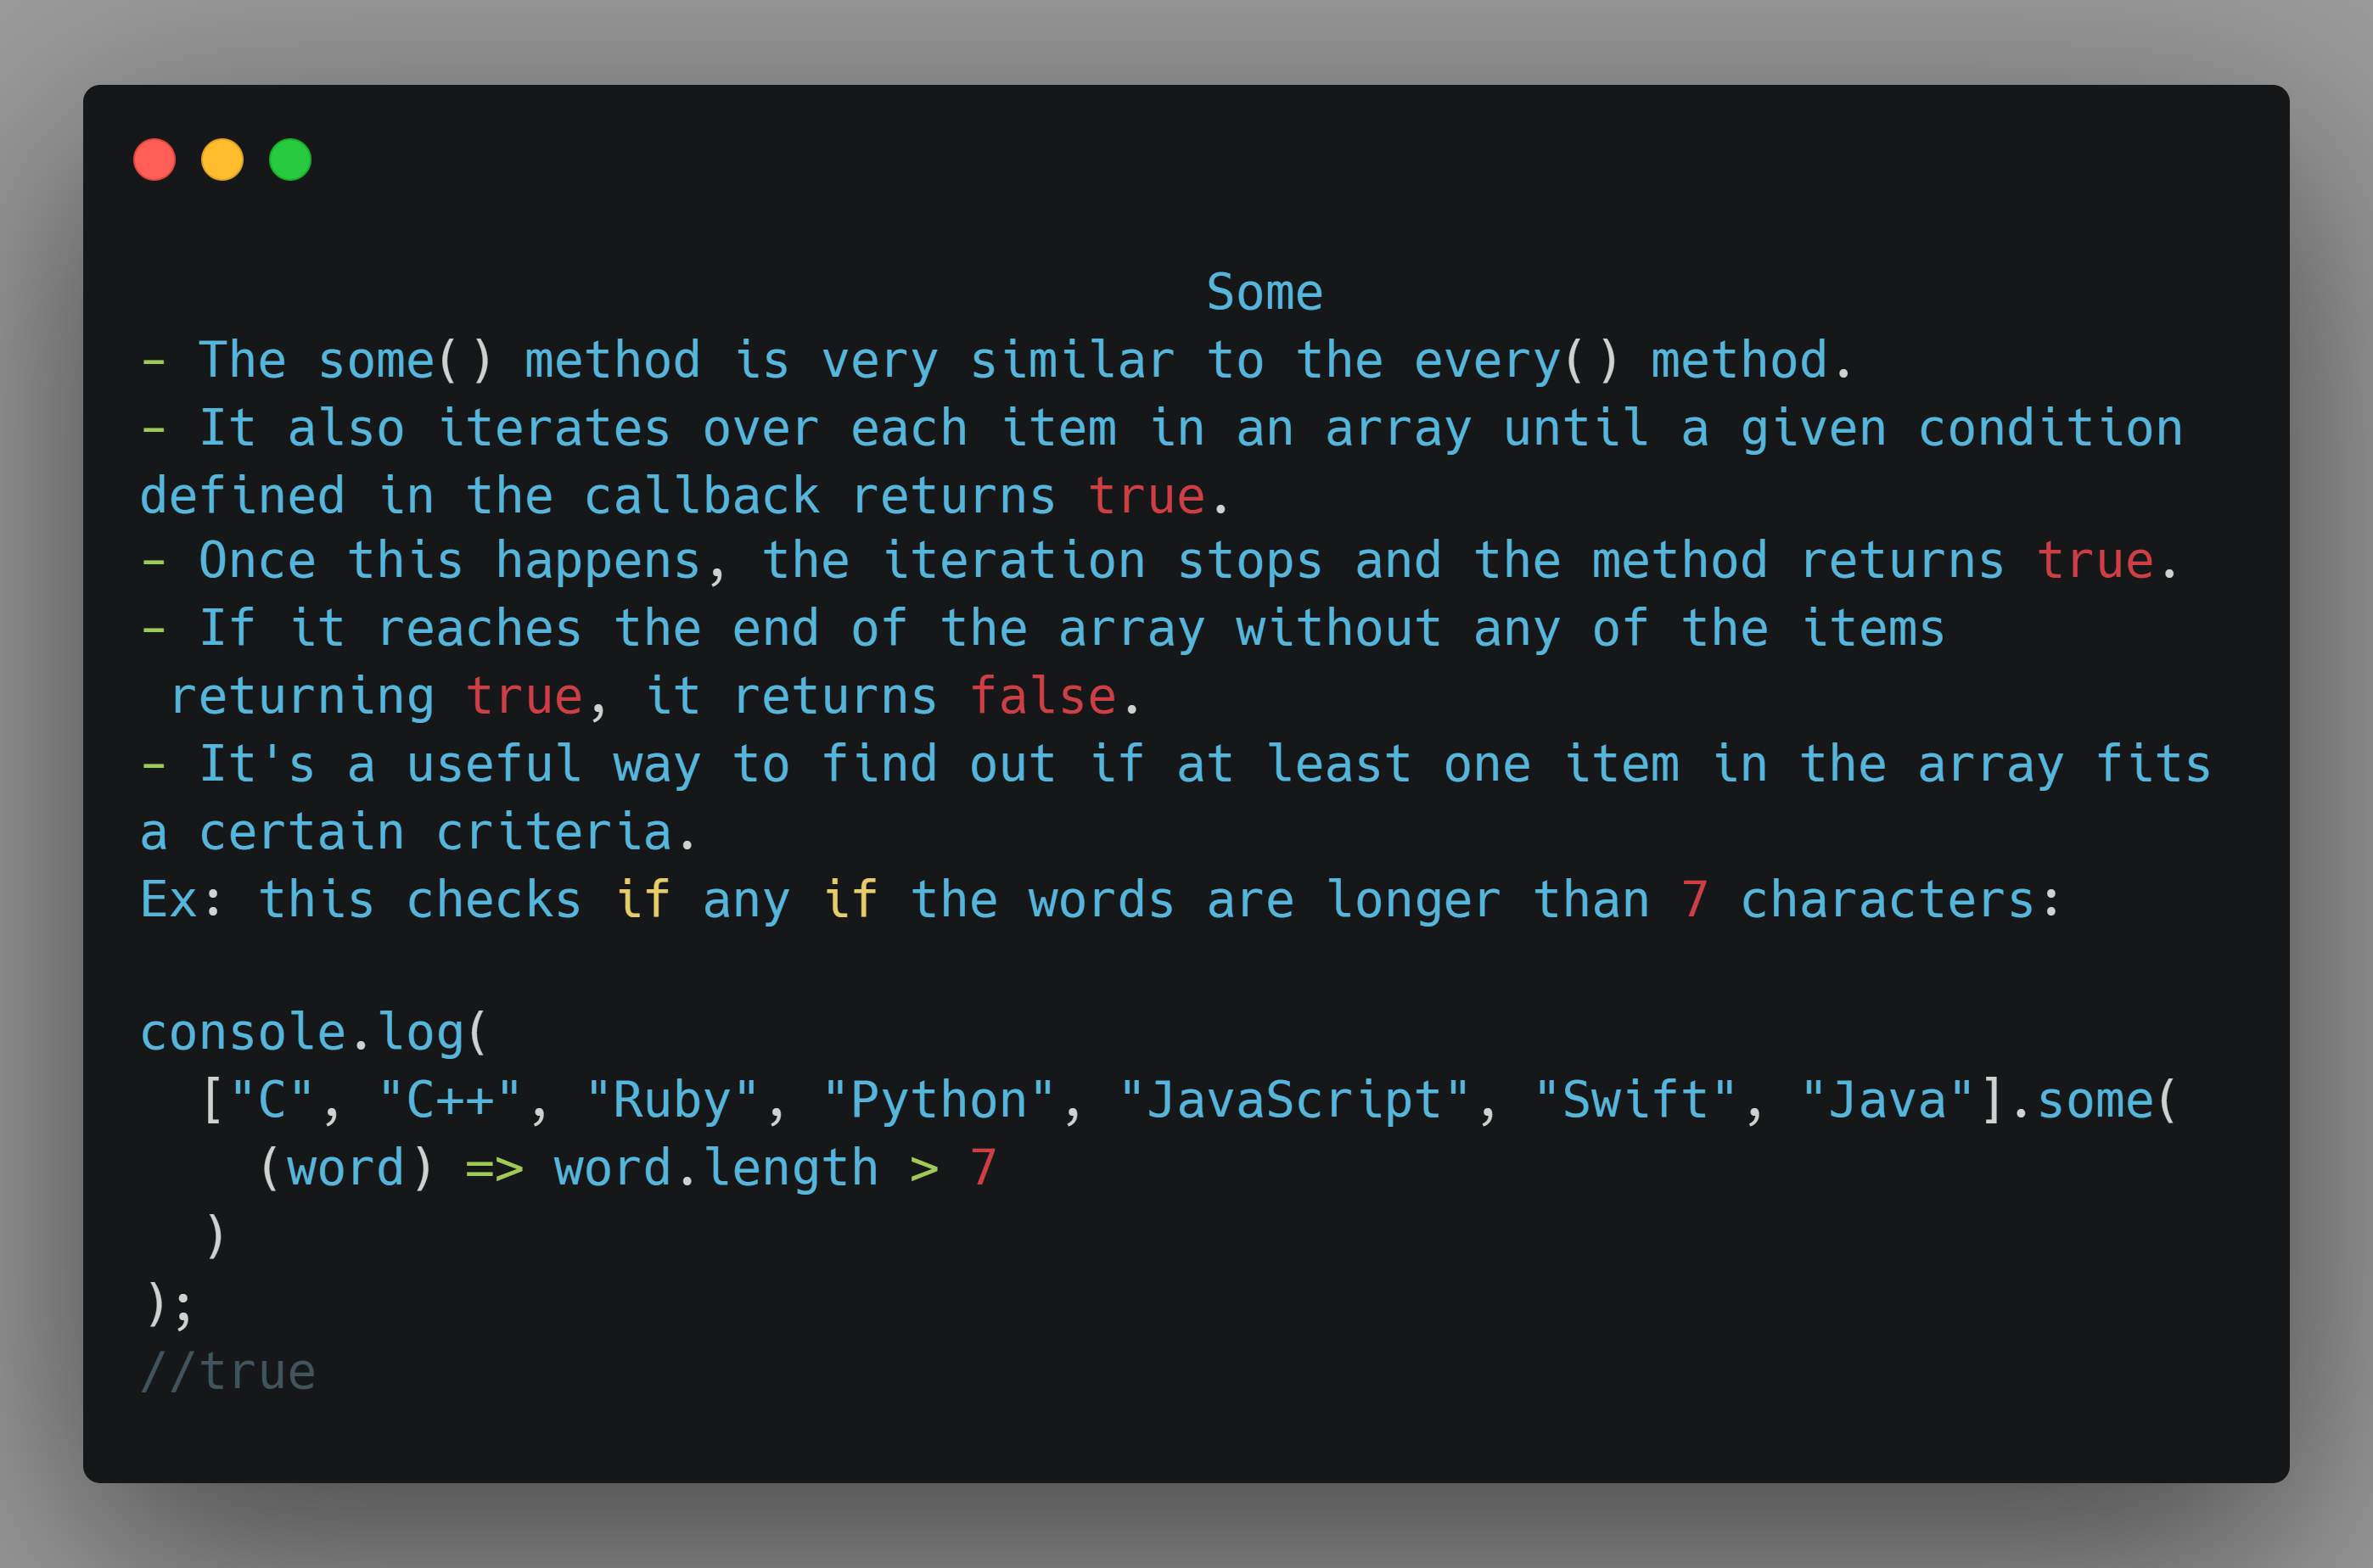 Some
- The some() method is very similar to the every() method.
- It also iterates over each item in an array until a given condition
defined in the callback returns true.
- Once this happens, the iteration stops and the method returns true.
- If it reaches the end of the array without any of the items
returning true, it returns false.
- It's a useful way to find out if at least one item in the array fits
a certain criteria.
Ex: this checks if any if the words are longer than 7 characters:
console.log(
["C", "C++", "Ruby", "Python", "JavaScript", "Swift", "Java"].some(
(word) => word.length > 7
)
);
//true